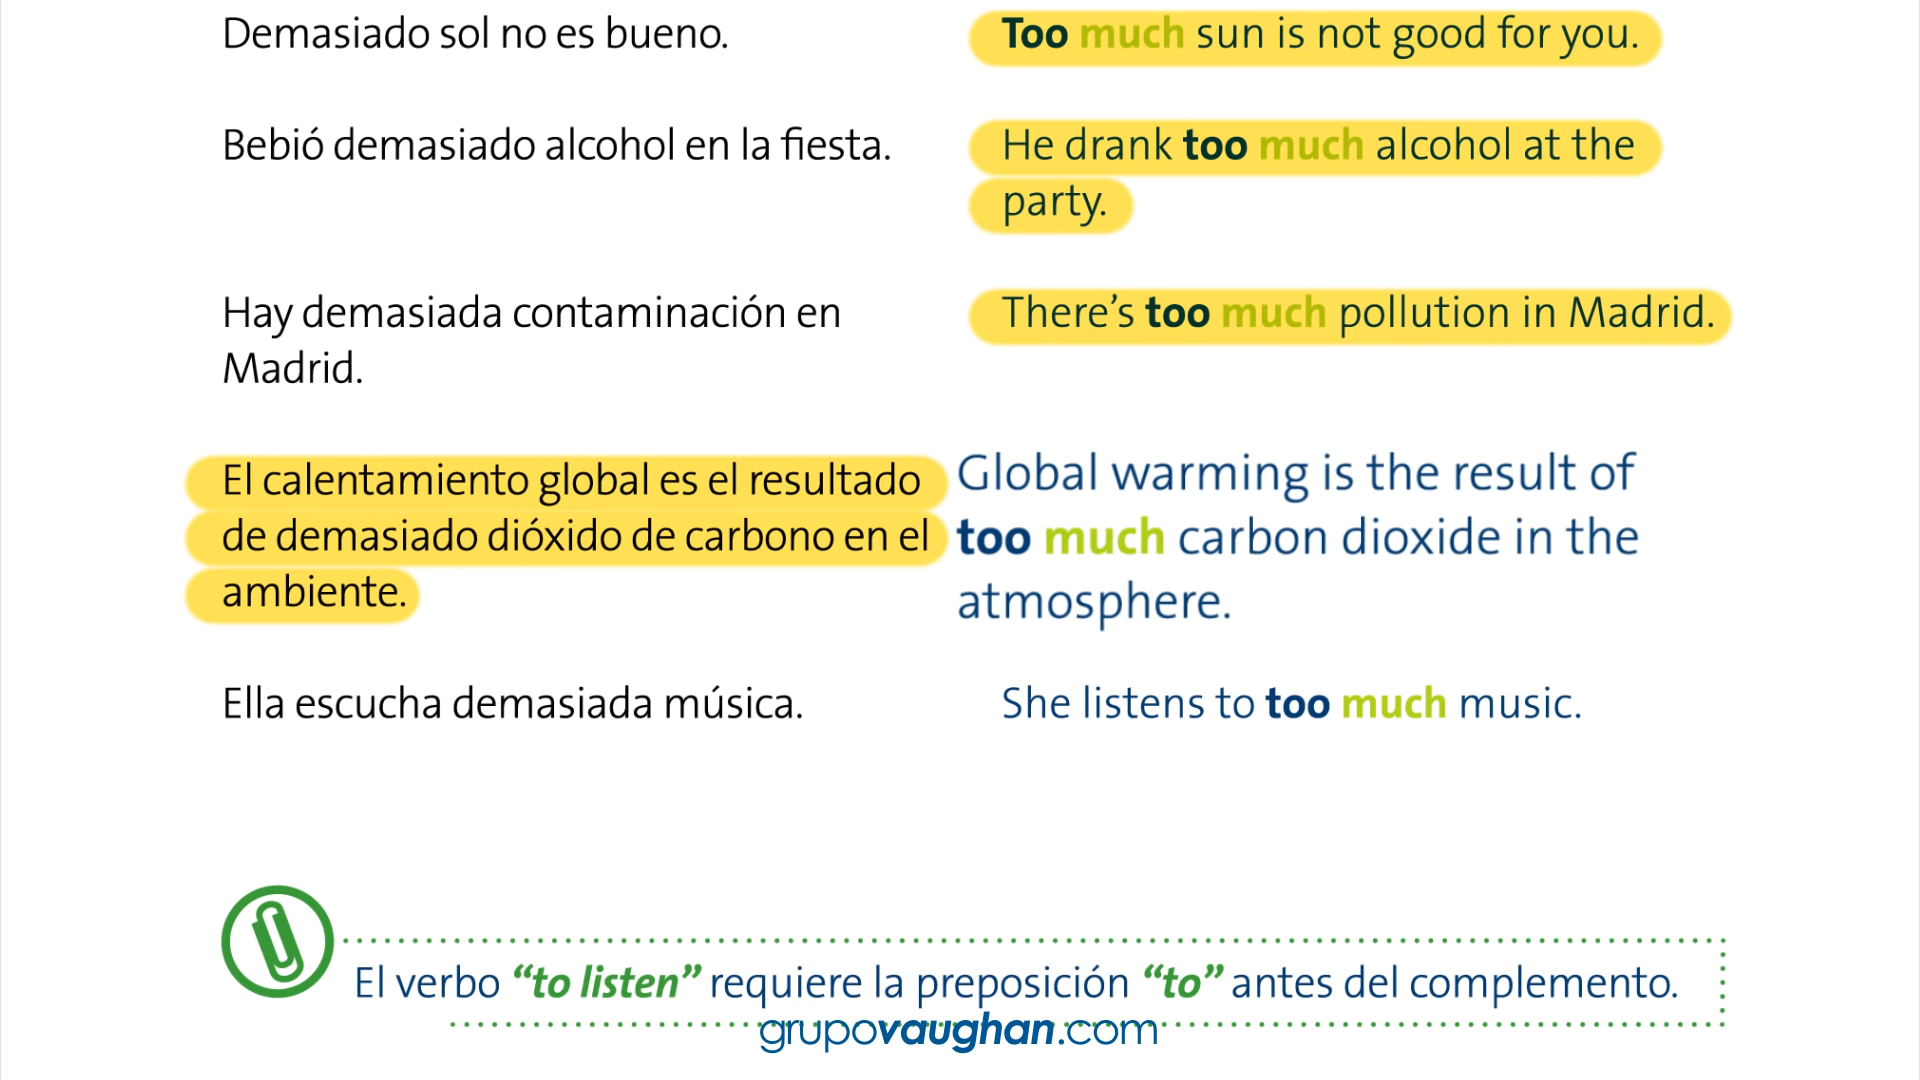 Demasiado sol no es bueno.
Too much sun is not good for you.
Bebió demasiado alcohol en la fiesta.
He drank too much alcohol at the
party.
Hay demasiada contaminación en
Madrid.
There’s too much pollution in Madrid.
El calentamiento global es el resultado
de demasiado dióxido de carbono en el
ambiente.
Global warming is the result of
too much carbon dioxide in the
atmosphere.
Ella escucha demasiada música.
She listens to too much music.
El verbo “to listen” requiere la preposición “to” antes del complemento.
grupovaughan.com